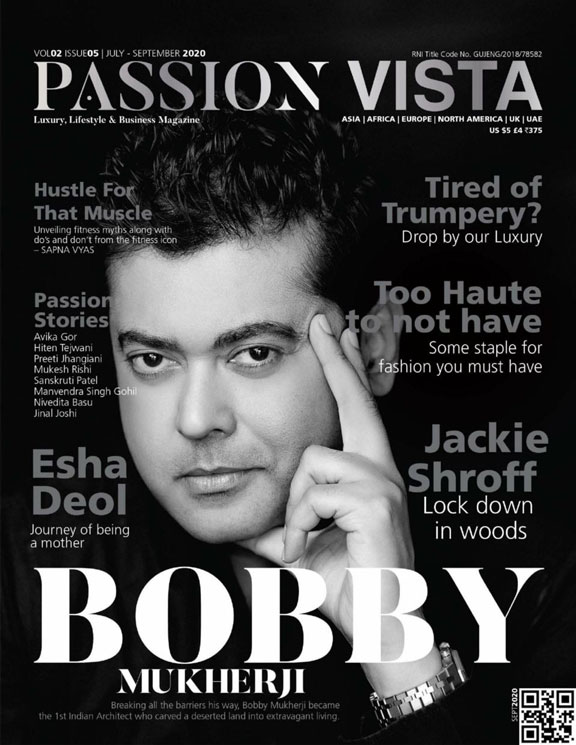 VOL02 ISSUE05 | JULY - SEPTEMBER 2020
RNI Title Code No. GUJENG/2018/78582
PASSION VISTA
Luxury, Lifestyle & Business Magazine
ASIA | AFRICA | EUROPE | NORTH AMERICA | UK | UAE
US $5 £4 ₹375
Hustle For
That Muscle
Unveiling fitness myths along with
do's and don't from the fitness icon
– SAPNA VYAS
Tired of
Trumpery?
Drop by our Luxury
Passion
Stories
Avika Gor
Hiten Tejwani
Preeti Jhangiani
Mukesh Rishi
Sanskruti Patel
Manvendra Singh Gohil
Nivedita Basu
Jinal Joshi
Too Haute
to not have
Some staple for
fashion you must have
Esha
Deol
Journey of being
a mother
Jackie
Shroff
Lock down
in woods
BOBBY
MUKHERJI
Breaking all the barriers his way, Bobby Mukherji became
the 1st Indian Architect who carved a deserted land into extravagant living.
SEPT2020